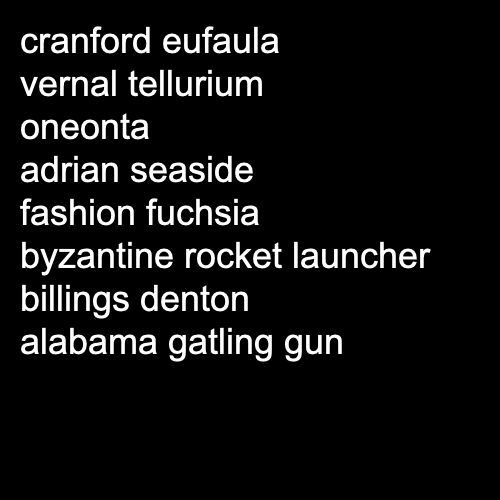 cranford eufaula
vernal tellurium
oneonta
adrian seaside
fashion fuchsia
byzantine rocket launcher
billings denton
alabama gatling gun